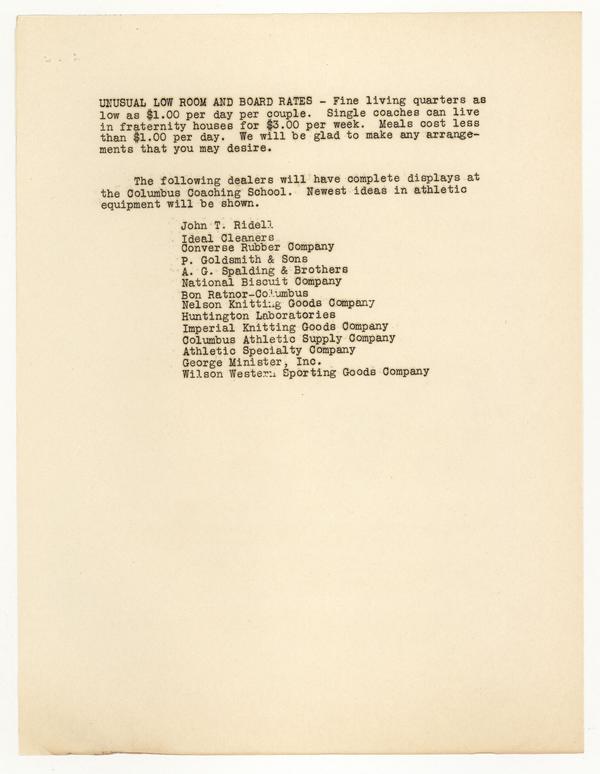 UNUSUAL LOW ROOM AND BOARD RATES - Fine living quarters as
low as $1.00 per day per couple. Single coaches can live
in fraternity houses for $3.00 per week. Meals cost less
than $1.00 per day. We will be glad to make any arrange-
ments that you may desire.
The following dealers will have complete displays at
the Columbus Coaching School. Newest ideas in athletic
equipment will be shown.
John T. Ridell
Ideal Cleaners
Converse Rubber Company
P. Goldsmith & Sons
A. G. Spalding & Brothers
National Biscuit Company
Bon Ratnor-Columbus
Nelson Knitting Goods Company
Huntington Laboratories
Imperial Knitting Goods Company
Columbus Athletic Supply Company
Athletic Specialty Company
George Minister, Inc.
Wilson Western Sporting Goods Company